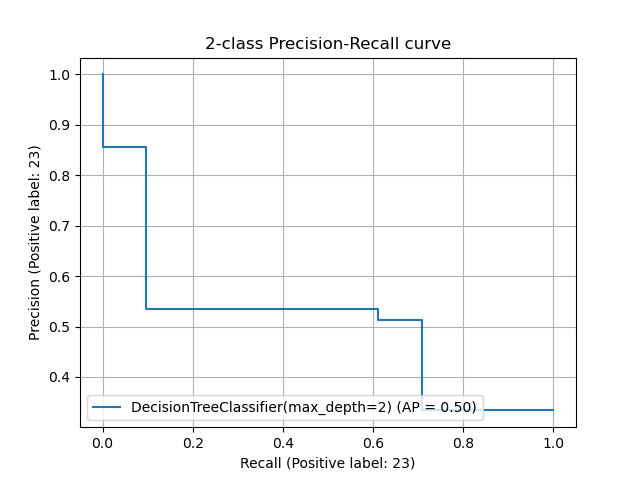 2-class Precision-Recall curve
1.0
0.9
0.8
0.7
0.6
0.5
0.4
Precision (Positive label: 23)
DecisionTreeClassifier(max_depth=2) (AP = 0.50)
0.0 0.2 0.4 0.6 0.8 1.0
Recall (Positive label: 23)